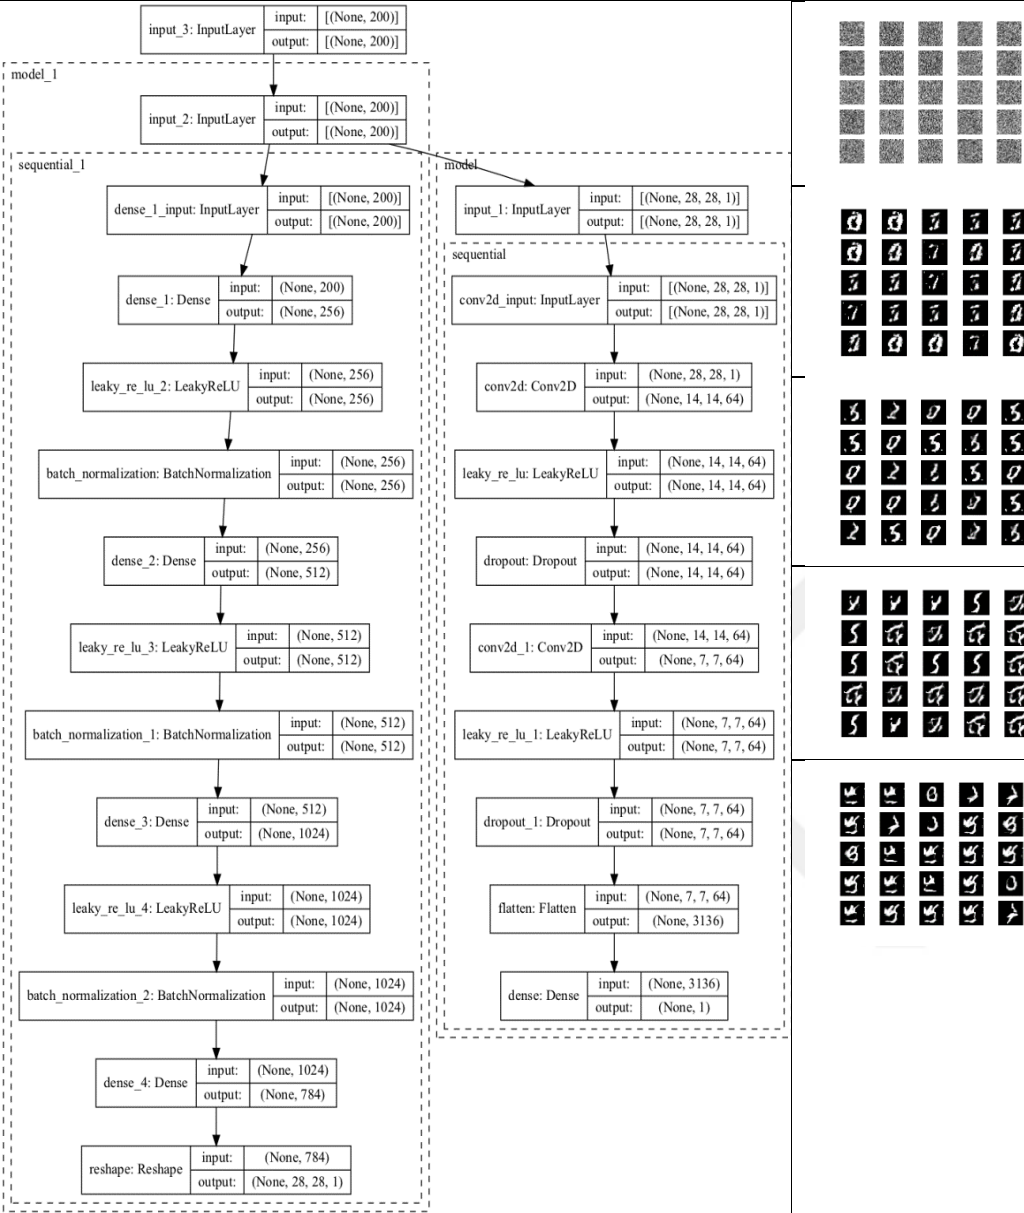 input_3: InputLayer
input: [(None, 200)]
output: [(None, 200)]
model_1
input_2: InputLayer
input: [(None, 200)]
output: [(None, 200)]
sequential_1
dense_1_input: InputLayer
input: [(None, 200)]
output: [(None, 200)]
dense_1: Dense
input: (None, 200)
output: (None, 256)
leaky_re_lu_2: LeakyReLU
input: (None, 256)
output: (None, 256)
batch_normalization: BatchNormalization
input: (None, 256)
output: (None, 256)
dense_2: Dense
input: (None, 256)
output: (None, 512)
leaky_re_lu_3: LeakyReLU
input: (None, 512)
output: (None, 512)
batch_normalization_1: BatchNormalization
input: (None, 512)
output: (None, 512)
dense_3: Dense
input: (None, 512)
output: (None, 1024)
leaky_re_lu_4: LeakyReLU
input: (None, 1024)
output: (None, 1024)
batch_normalization_2: BatchNormalization
input: (None, 1024)
output: (None, 1024)
dense_4: Dense
input: (None, 1024)
output: (None, 784)
reshape: Reshape
input: (None, 784)
output: (None, 28, 28, 1)
model
input_1: InputLayer
input: [(None, 28, 28, 1)]
output: [(None, 28, 28, 1)]
sequential
conv2d_input: InputLayer
input: [(None, 28, 28, 1)]
output: [(None, 28, 28, 1)]
conv2d: Conv2D
input: (None, 28, 28, 1)
output: (None, 14, 14, 64)
leaky_re_lu: LeakyReLU
input: (None, 14, 14, 64)
output: (None, 14, 14, 64)
dropout: Dropout
input: (None, 14, 14, 64)
output: (None, 14, 14, 64)
conv2d_1: Conv2D
input: (None, 14, 14, 64)
output: (None, 7, 7, 64)
leaky_re_lu_1: LeakyReLU
input: (None, 7, 7, 64)
output: (None, 7, 7, 64)
dropout_1: Dropout
input: (None, 7, 7, 64)
output: (None, 7, 7, 64)
flatten: Flatten
input: (None, 7, 7, 64)
output: (None, 3136)
dense: Dense
input: (None, 3136)
output: (None, 1)